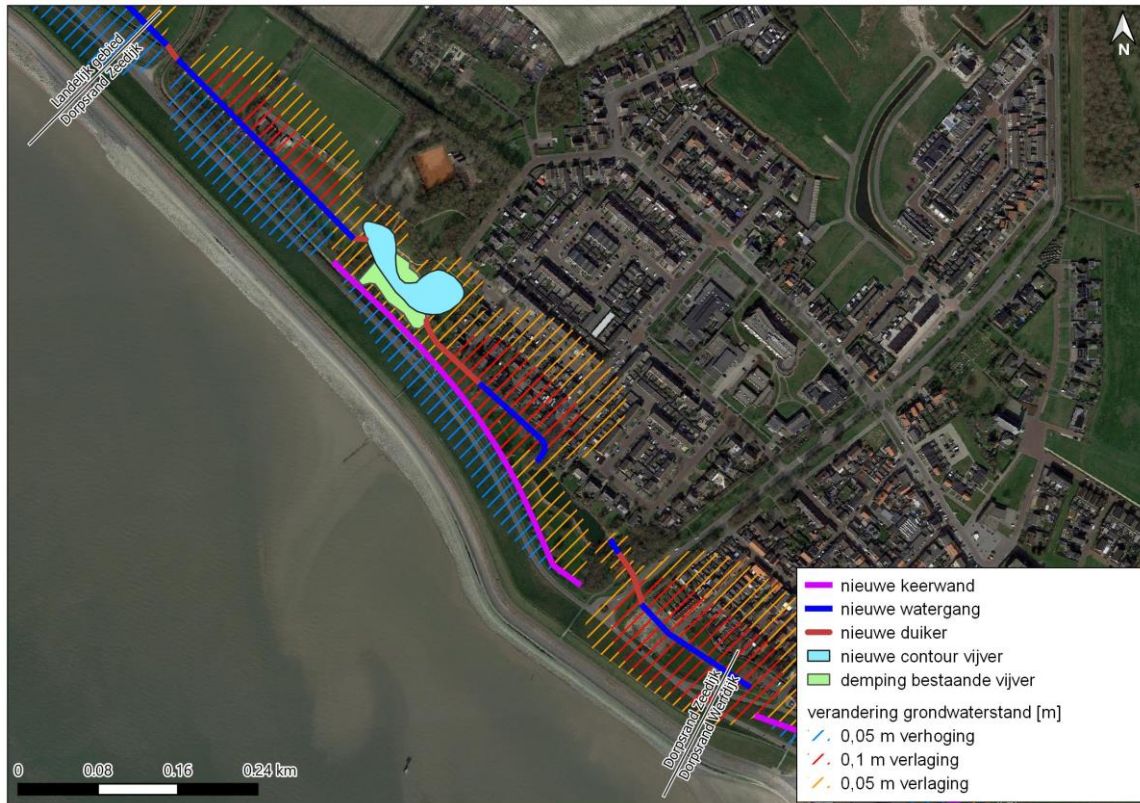 N
Landelijk gebied
Dorpsrand Zeedijk
Dorpsrand Zeedijk
Dorpsrand Werfdijk
nieuwe keerwand
nieuwe watergang
nieuwe duiker
nieuwe contour vijver
demping bestaande vijver
verandering grondwaterstand [m]
0,05 m verhoging
0,1 m verlaging
0,05 m verlaging
0 0.08 0.16 0.24 km